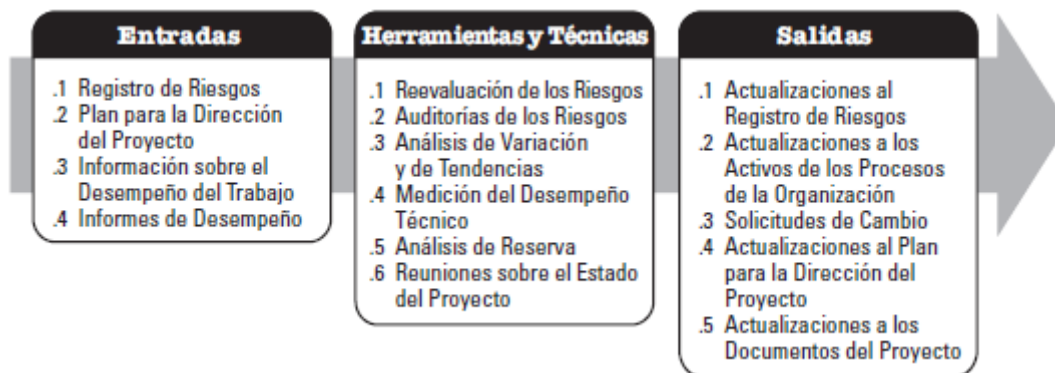 Entradas
.1 Registro de Riesgos
.2 Plan para la Dirección
del Proyecto
.3 Información sobre el
Desempeño del Trabajo
.4 Informes de Desempeño
Herramientas y Técnicas
.1 Reevaluación de los Riesgos
.2 Auditorías de los Riesgos
.3 Análisis de Variación
y de Tendencias
.4 Medición del Desempeño
Técnico
.5 Análisis de Reserva
.6 Reuniones sobre el Estado
del Proyecto
Salidas
.1 Actualizaciones al
Registro de Riesgos
.2 Actualizaciones a los
Activos de los Procesos
de la Organización
.3 Solicitudes de Cambio
.4 Actualizaciones al Plan
para la Dirección del
Proyecto
.5 Actualizaciones a los
Documentos del Proyecto